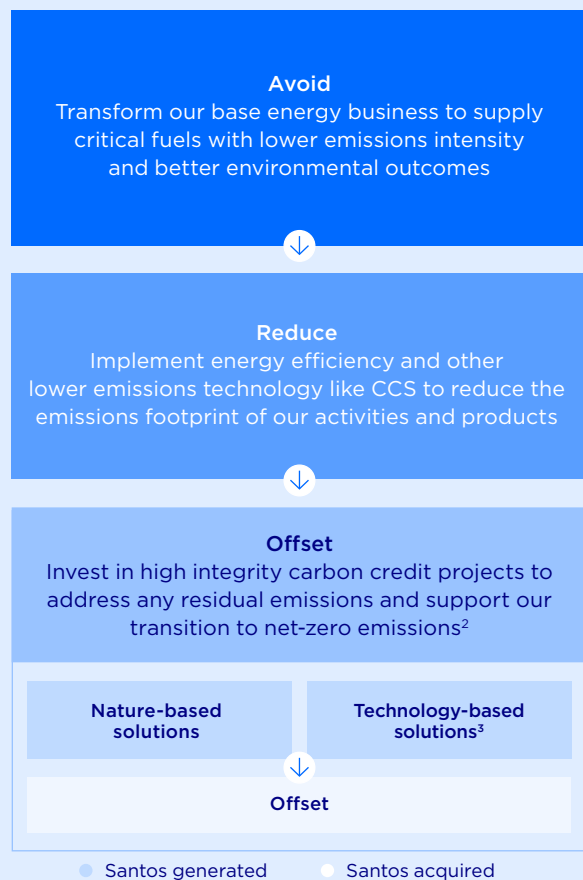 Avoid
Transform our base energy business to supply
critical fuels with lower emissions intensity
and better environmental outcomes
Reduce
Implement energy efficiency and other
lower emissions technology like CCS to reduce the
emissions footprint of our activities and products
Offset
Invest in high integrity carbon credit projects to
address any residual emissions and support our
transition to net-zero emissions²
Nature-based
solutions
Technology-based
solutions³
Offset
Santos generated
Santos acquired